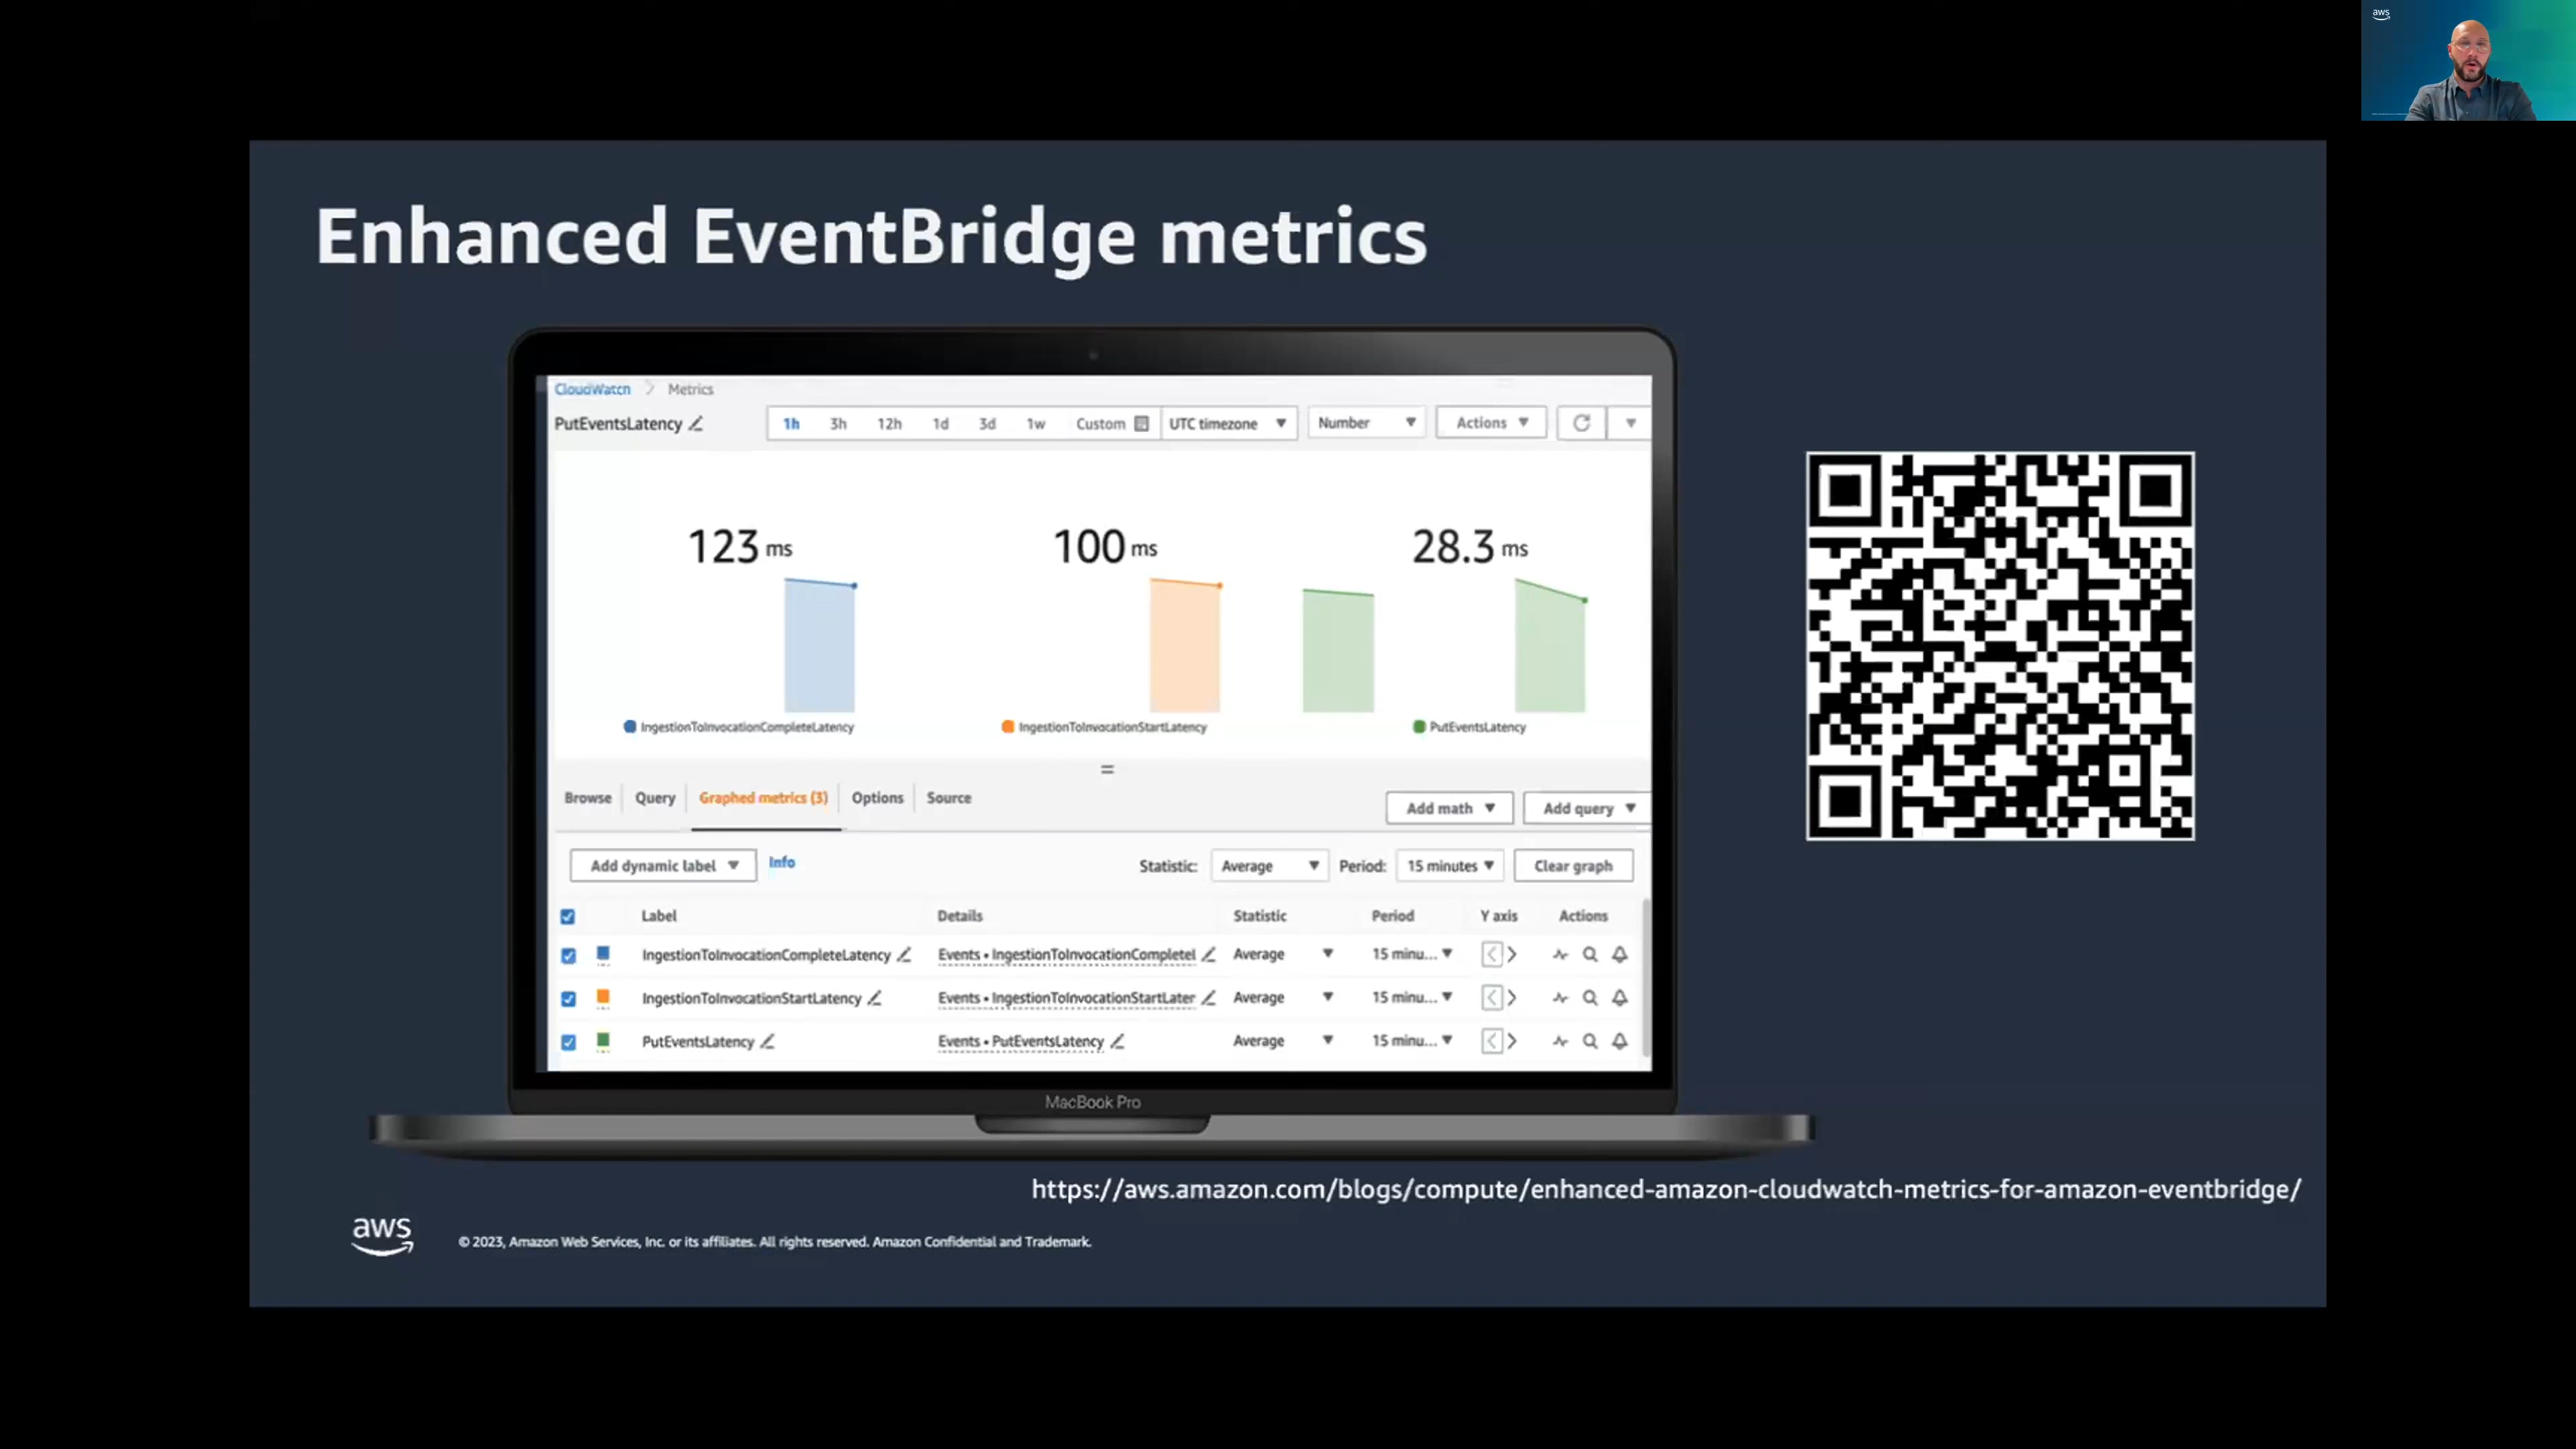 aws
Enhanced EventBridge metrics
CloudWatch > Metrics
PutEventsLatency
1h 3h 12h 1d 3d 1w Custom UTC timezone Number Actions
123 ms 100 ms 28.3 ms
IngestionToInvocationCompleteLatency IngestionToInvocationStartLatency PutEventsLatency
Browse Query Graphed metrics (3) Options Source Add math Add query
Add dynamic label Info Statistic: Average Period: 15 minutes Clear graph
Label Details Statistic Period Y axis Actions
IngestionToInvocationCompleteLatency Events • IngestionToInvocationCompletel Average 15 minu...
IngestionToInvocationStartLatency Events • IngestionToInvocationStartLater Average 15 minu...
PutEventsLatency Events • PutEventsLatency Average 15 minu...
MacBook Pro
https://aws.amazon.com/blogs/compute/enhanced-amazon-cloudwatch-metrics-for-amazon-eventbridge/
aws
© 2023, Amazon Web Services, Inc. or its affiliates. All rights reserved. Amazon Confidential and Trademark.